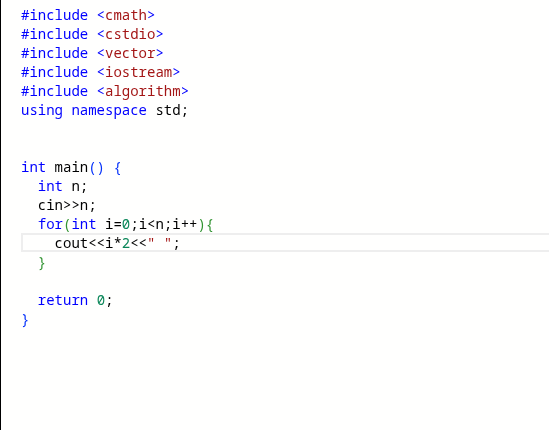 #include <cmath>
#include <cstdio>
#include <vector>
#include <iostream>
#include <algorithm>
using namespace std;
int main() {
int n;
cin>>n;
for(int i=0;i<n;i++){
cout<<i*2<<" ";
}
return 0;
}